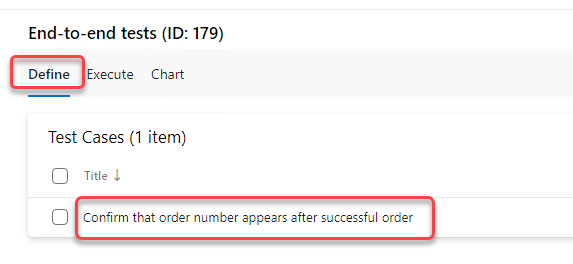 End-to-end tests (ID: 179)
Define Execute Chart
Test Cases (1 item)
Title ↓
Confirm that order number appears after successful order